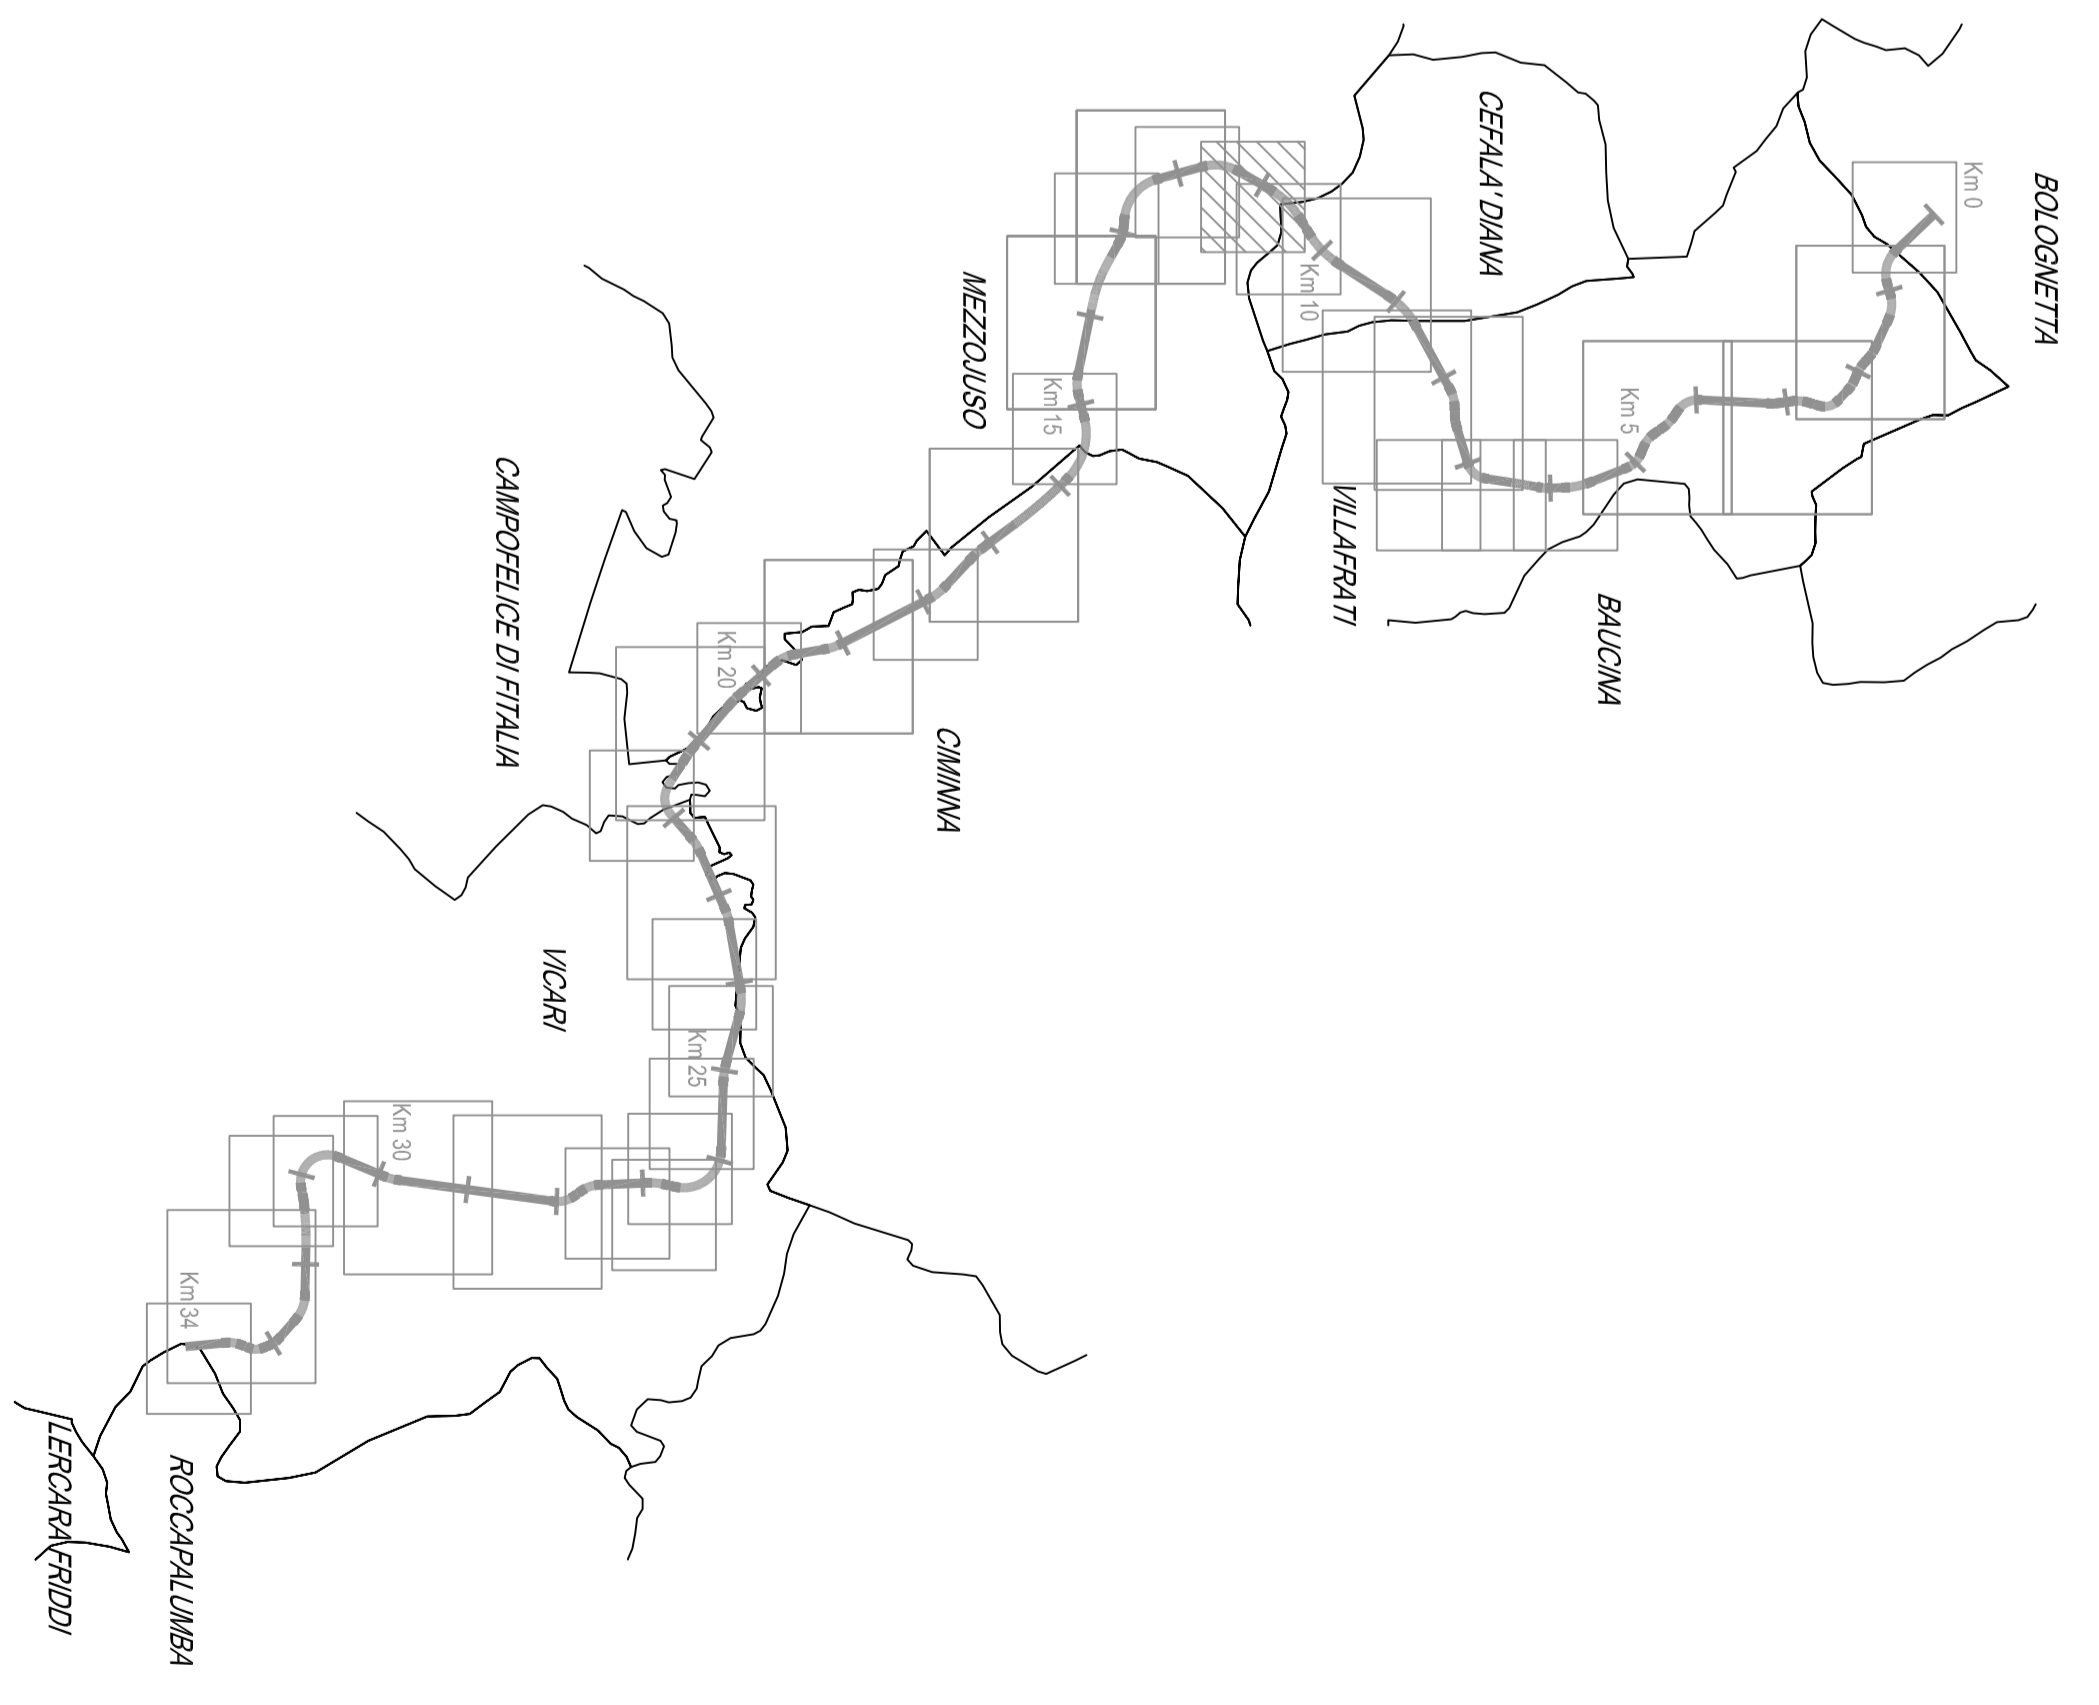 BOLOGNETTA
Km 0
BAUCINA
Km 5
CEFALA' DIANA
VILLAFRATI
Km 10
MEZZOJUSO
Km 15
CIMINNA
Km 20
CAMPOFELICE DI FITALIA
VICARI
Km 25
Km 30
Km 34
ROCCAPALUMBA
LERCARA FRIDDI